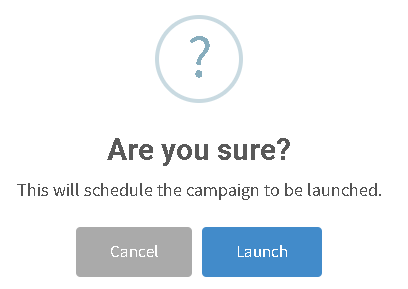 ?
Are you sure?
This will schedule the campaign to be launched.
Cancel Launch